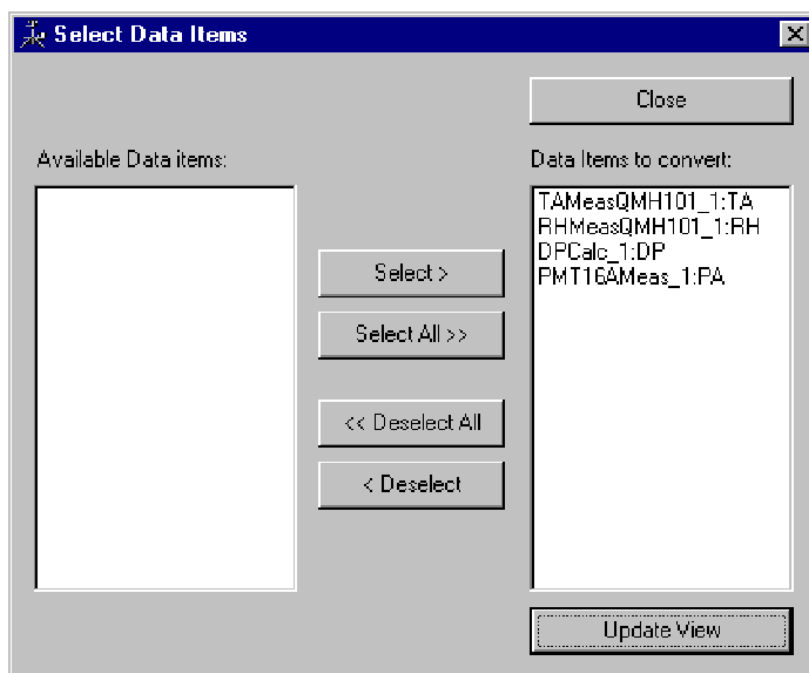 Select Data Items
Close
Available Data items:
Data Items to convert:
TAMeasQMH101_1:TA
RHMeasQMH101_1:RH
DPCalc_1:DP
PMT16AMeas_1:PA
Select >
Select All >>
<< Deselect All
< Deselect
Update View